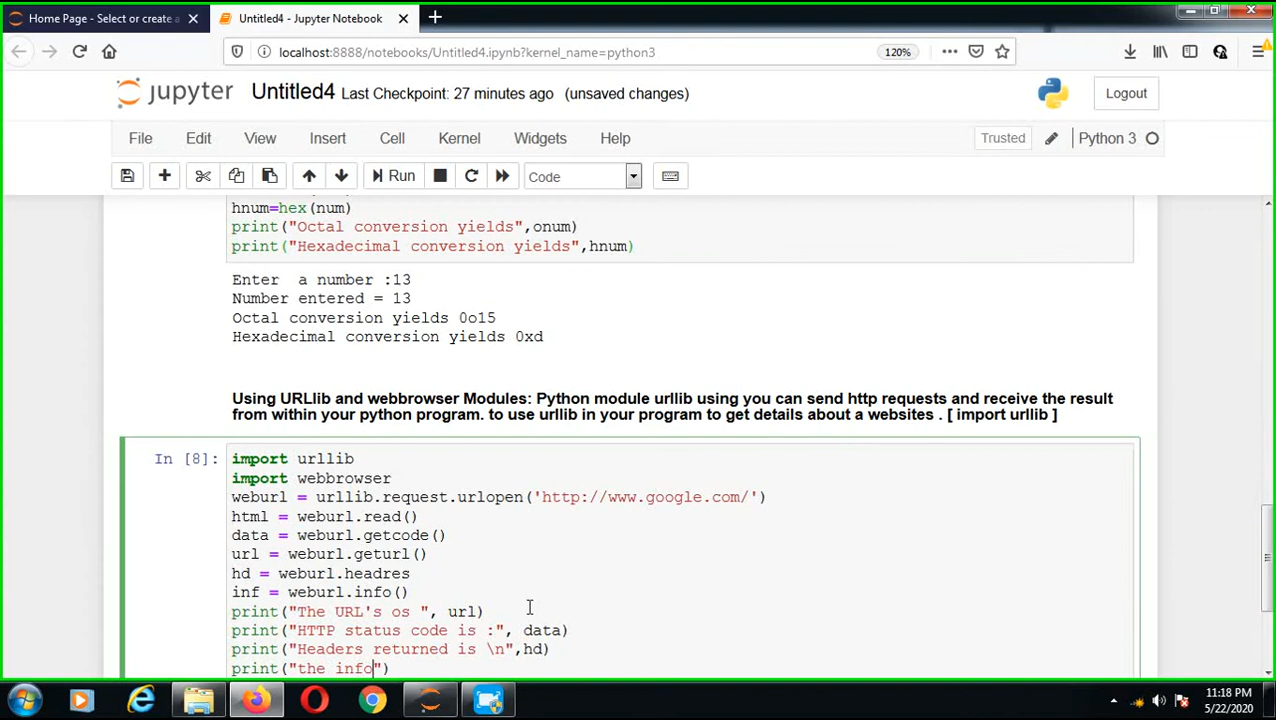 Home Page - Select or create a
Untitled4 - Jupyter Notebook
localhost:8888/notebooks/Untitled4.ipynb?kernel_name=python3
120%
jupyter
Untitled4 Last Checkpoint: 27 minutes ago (unsaved changes)
Logout
File Edit View Insert Cell Kernel Widgets Help
Trusted
Python 3
Run
Code
hnum=hex(num)
print("Octal conversion yields",onum)
print("Hexadecimal conversion yields",hnum)
Enter  a number :13
Number entered = 13
Octal conversion yields 0o15
Hexadecimal conversion yields 0xd
Using URLlib and webbrowser Modules: Python module urllib using you can send http requests and receive the result
from within your python program. to use urllib in your program to get details about a websites . [ import urllib ]
In [8]:
import urllib
import webbrowser
weburl = urllib.request.urlopen('http://www.google.com/')
html = weburl.read()
data = weburl.getcode()
url = weburl.geturl()
hd = weburl.headres
inf = weburl.info()
print("The URL's os ", url)
print("HTTP status code is :", data)
print("Headers returned is \n",hd)
print("the info")
11:18 PM
5/22/2020